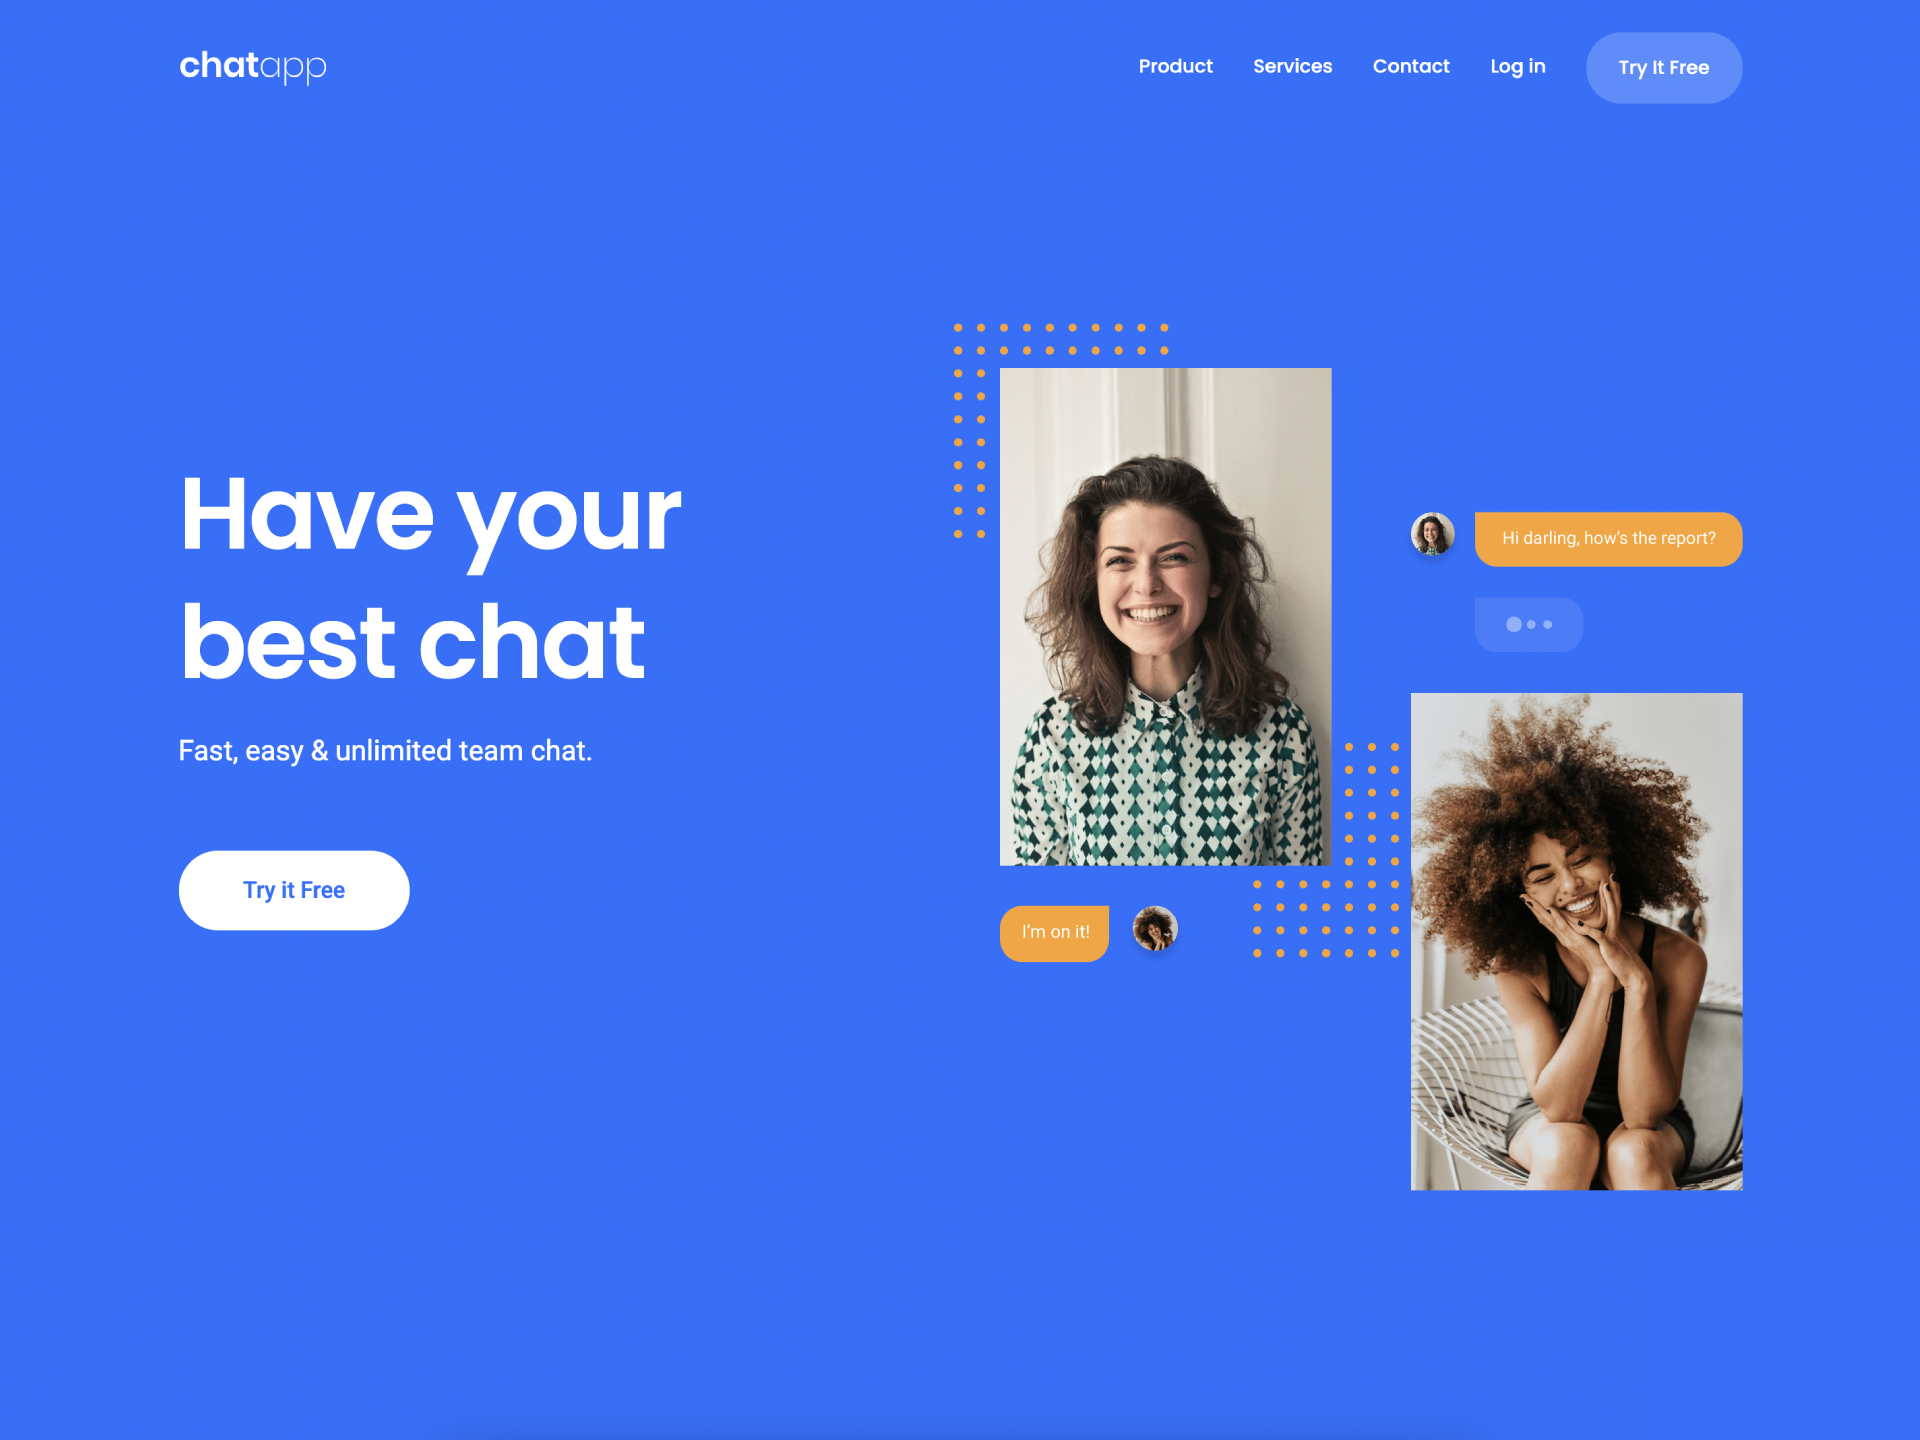 chatapp
Product
Services
Contact
Log in
Try It Free
Have your
best chat
Fast, easy & unlimited team chat.
Try it Free
Hi darling, how's the report?
I'm on it!